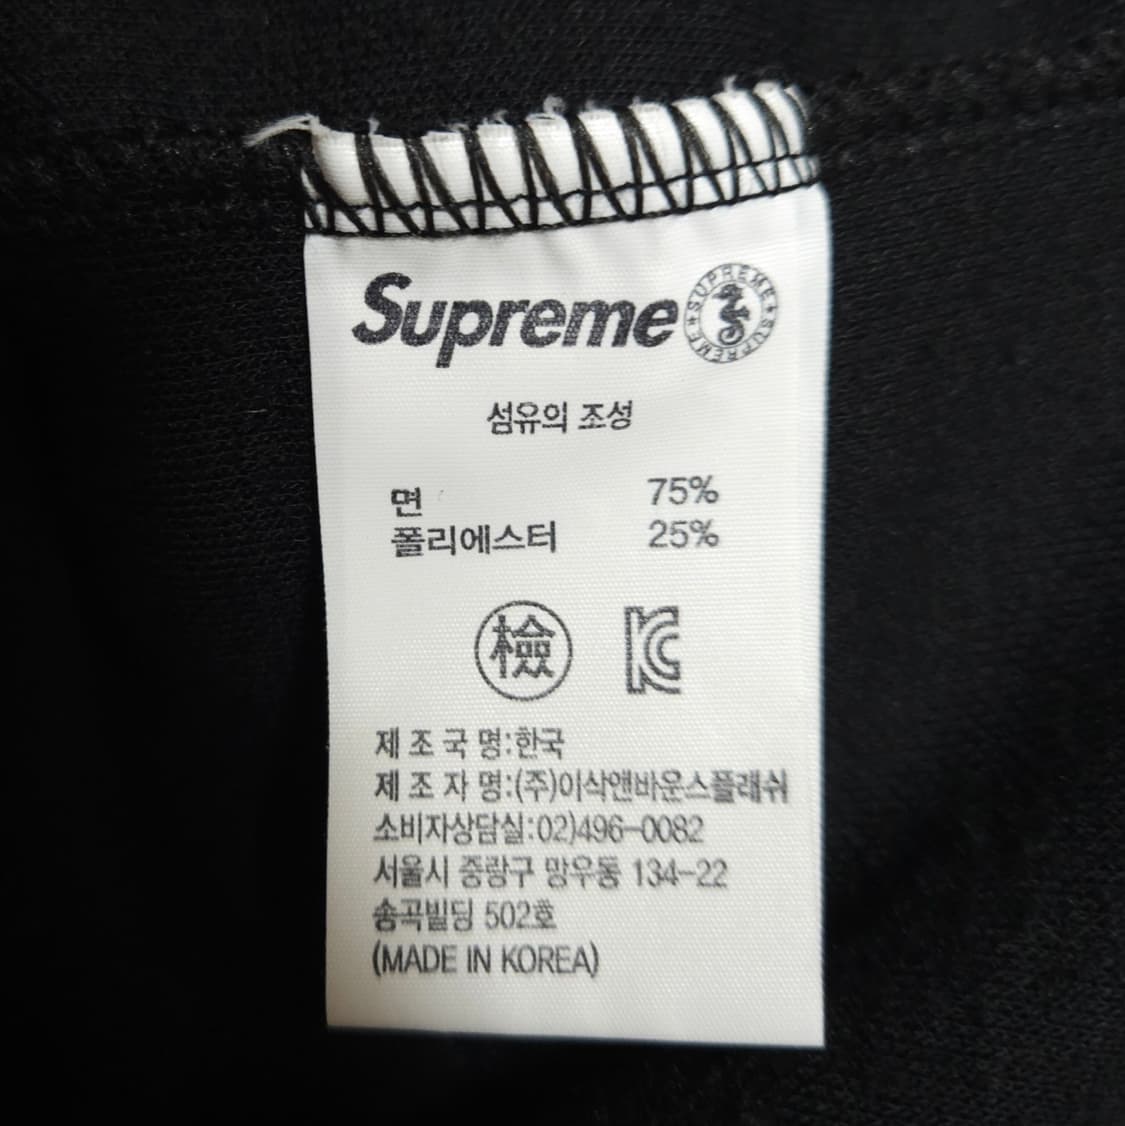 Supreme SUPREME SUPREME
섬유의 조성
면 75%
폴리에스터 25%
檢 KC
제 조 국 명:한국
제 조 자 명:(주)이삭앤바운스플래쉬
소비자상담실:02)496-0082
서울시 중랑구 망우동 134-22
송곡빌딩 502호
(MADE IN KOREA)